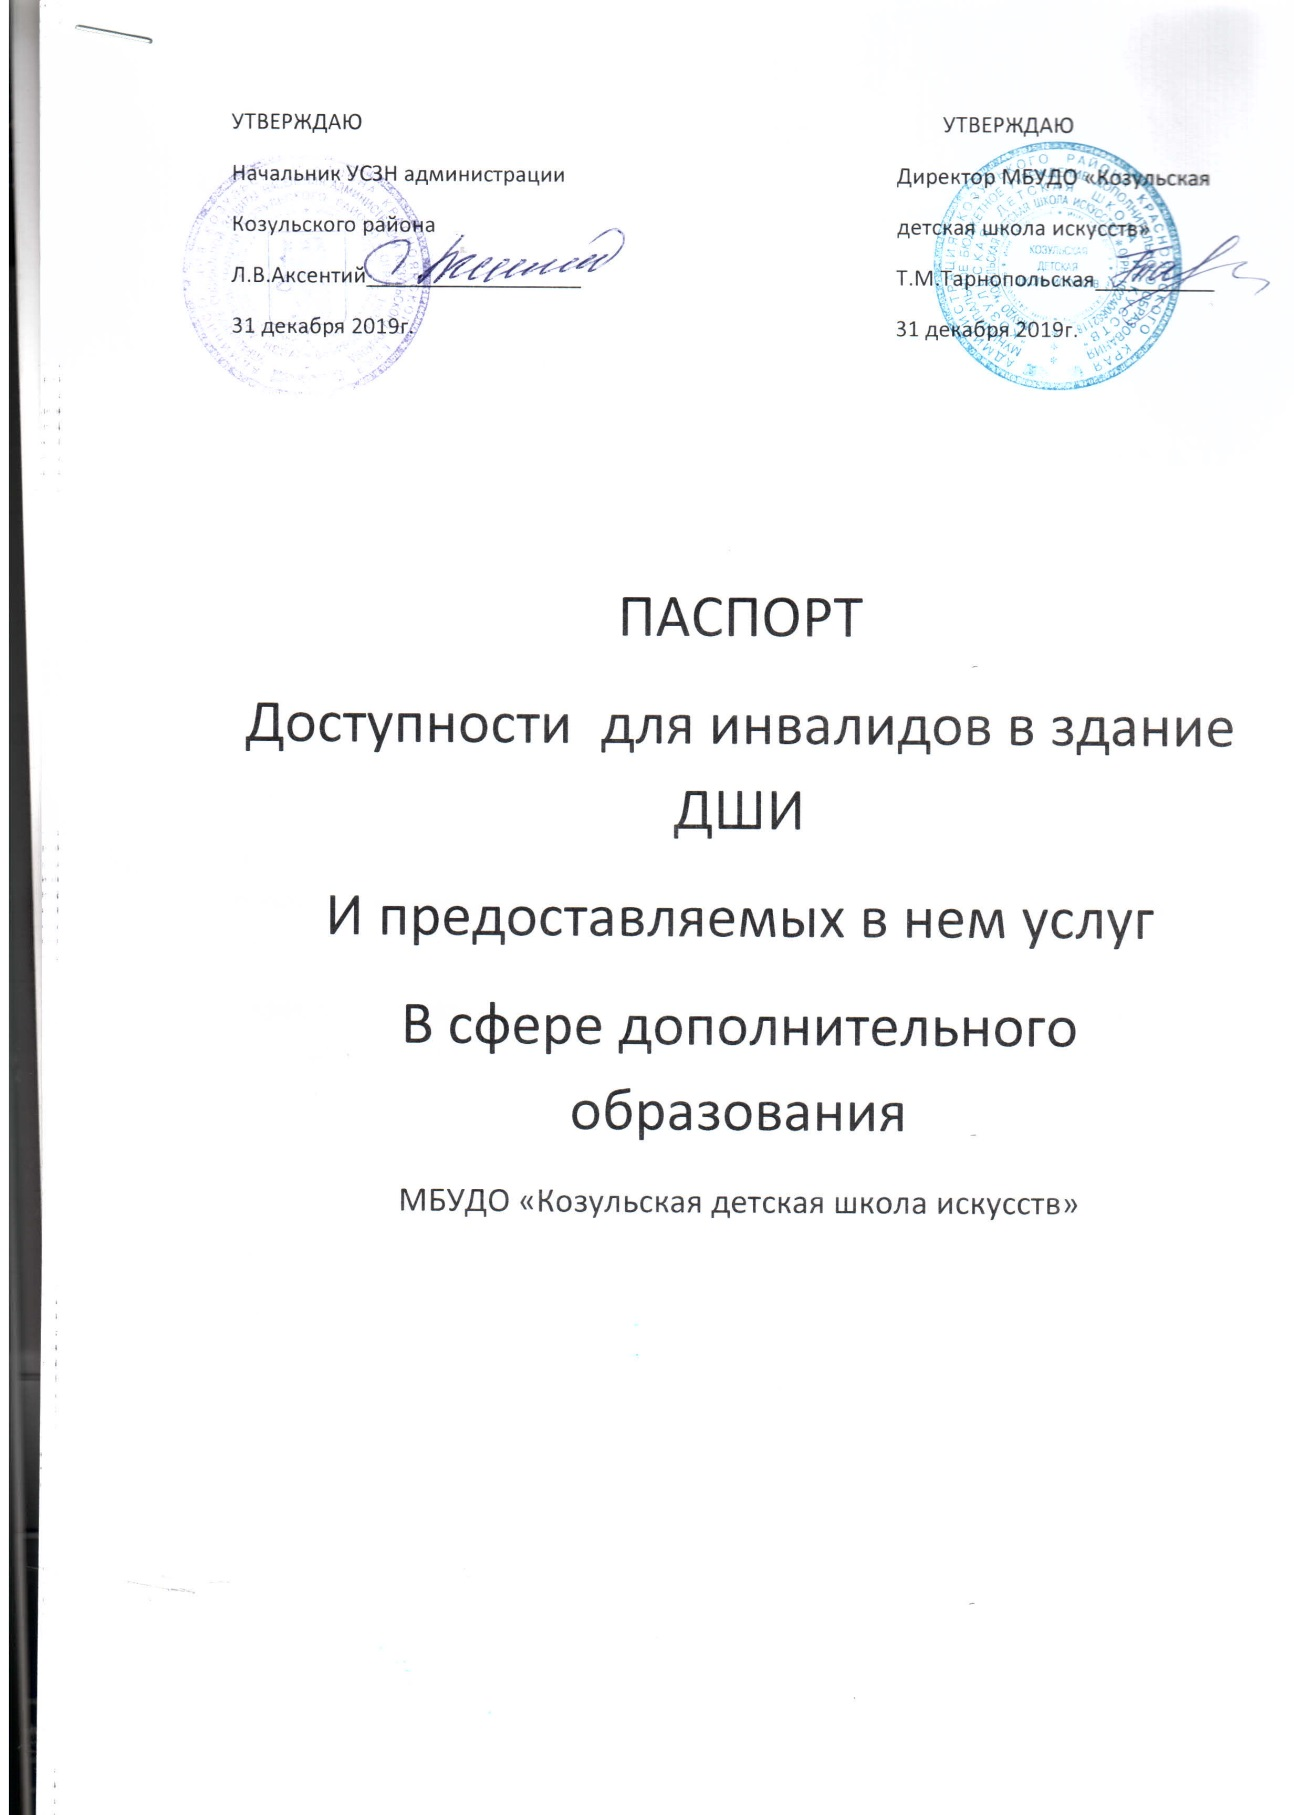 УТВЕРЖДАЮ
Начальник УСЗН администрации
Козульского района
Л.В.Аксентий
31 декабря 2019г.
УТВЕРЖДАЮ
Директор МБУДО «Козульская
детская школа искусств»
Т.М.Тарнопольская
31 декабря 2019г.
КОЗУЛЬСКАЯ
ДЕТСКАЯ
ПАСПОРТ
Доступности для инвалидов в здание
ДШИ
И предоставляемых в нем услуг
В сфере дополнительного
образования
МБУДО «Козульская детская школа искусств»